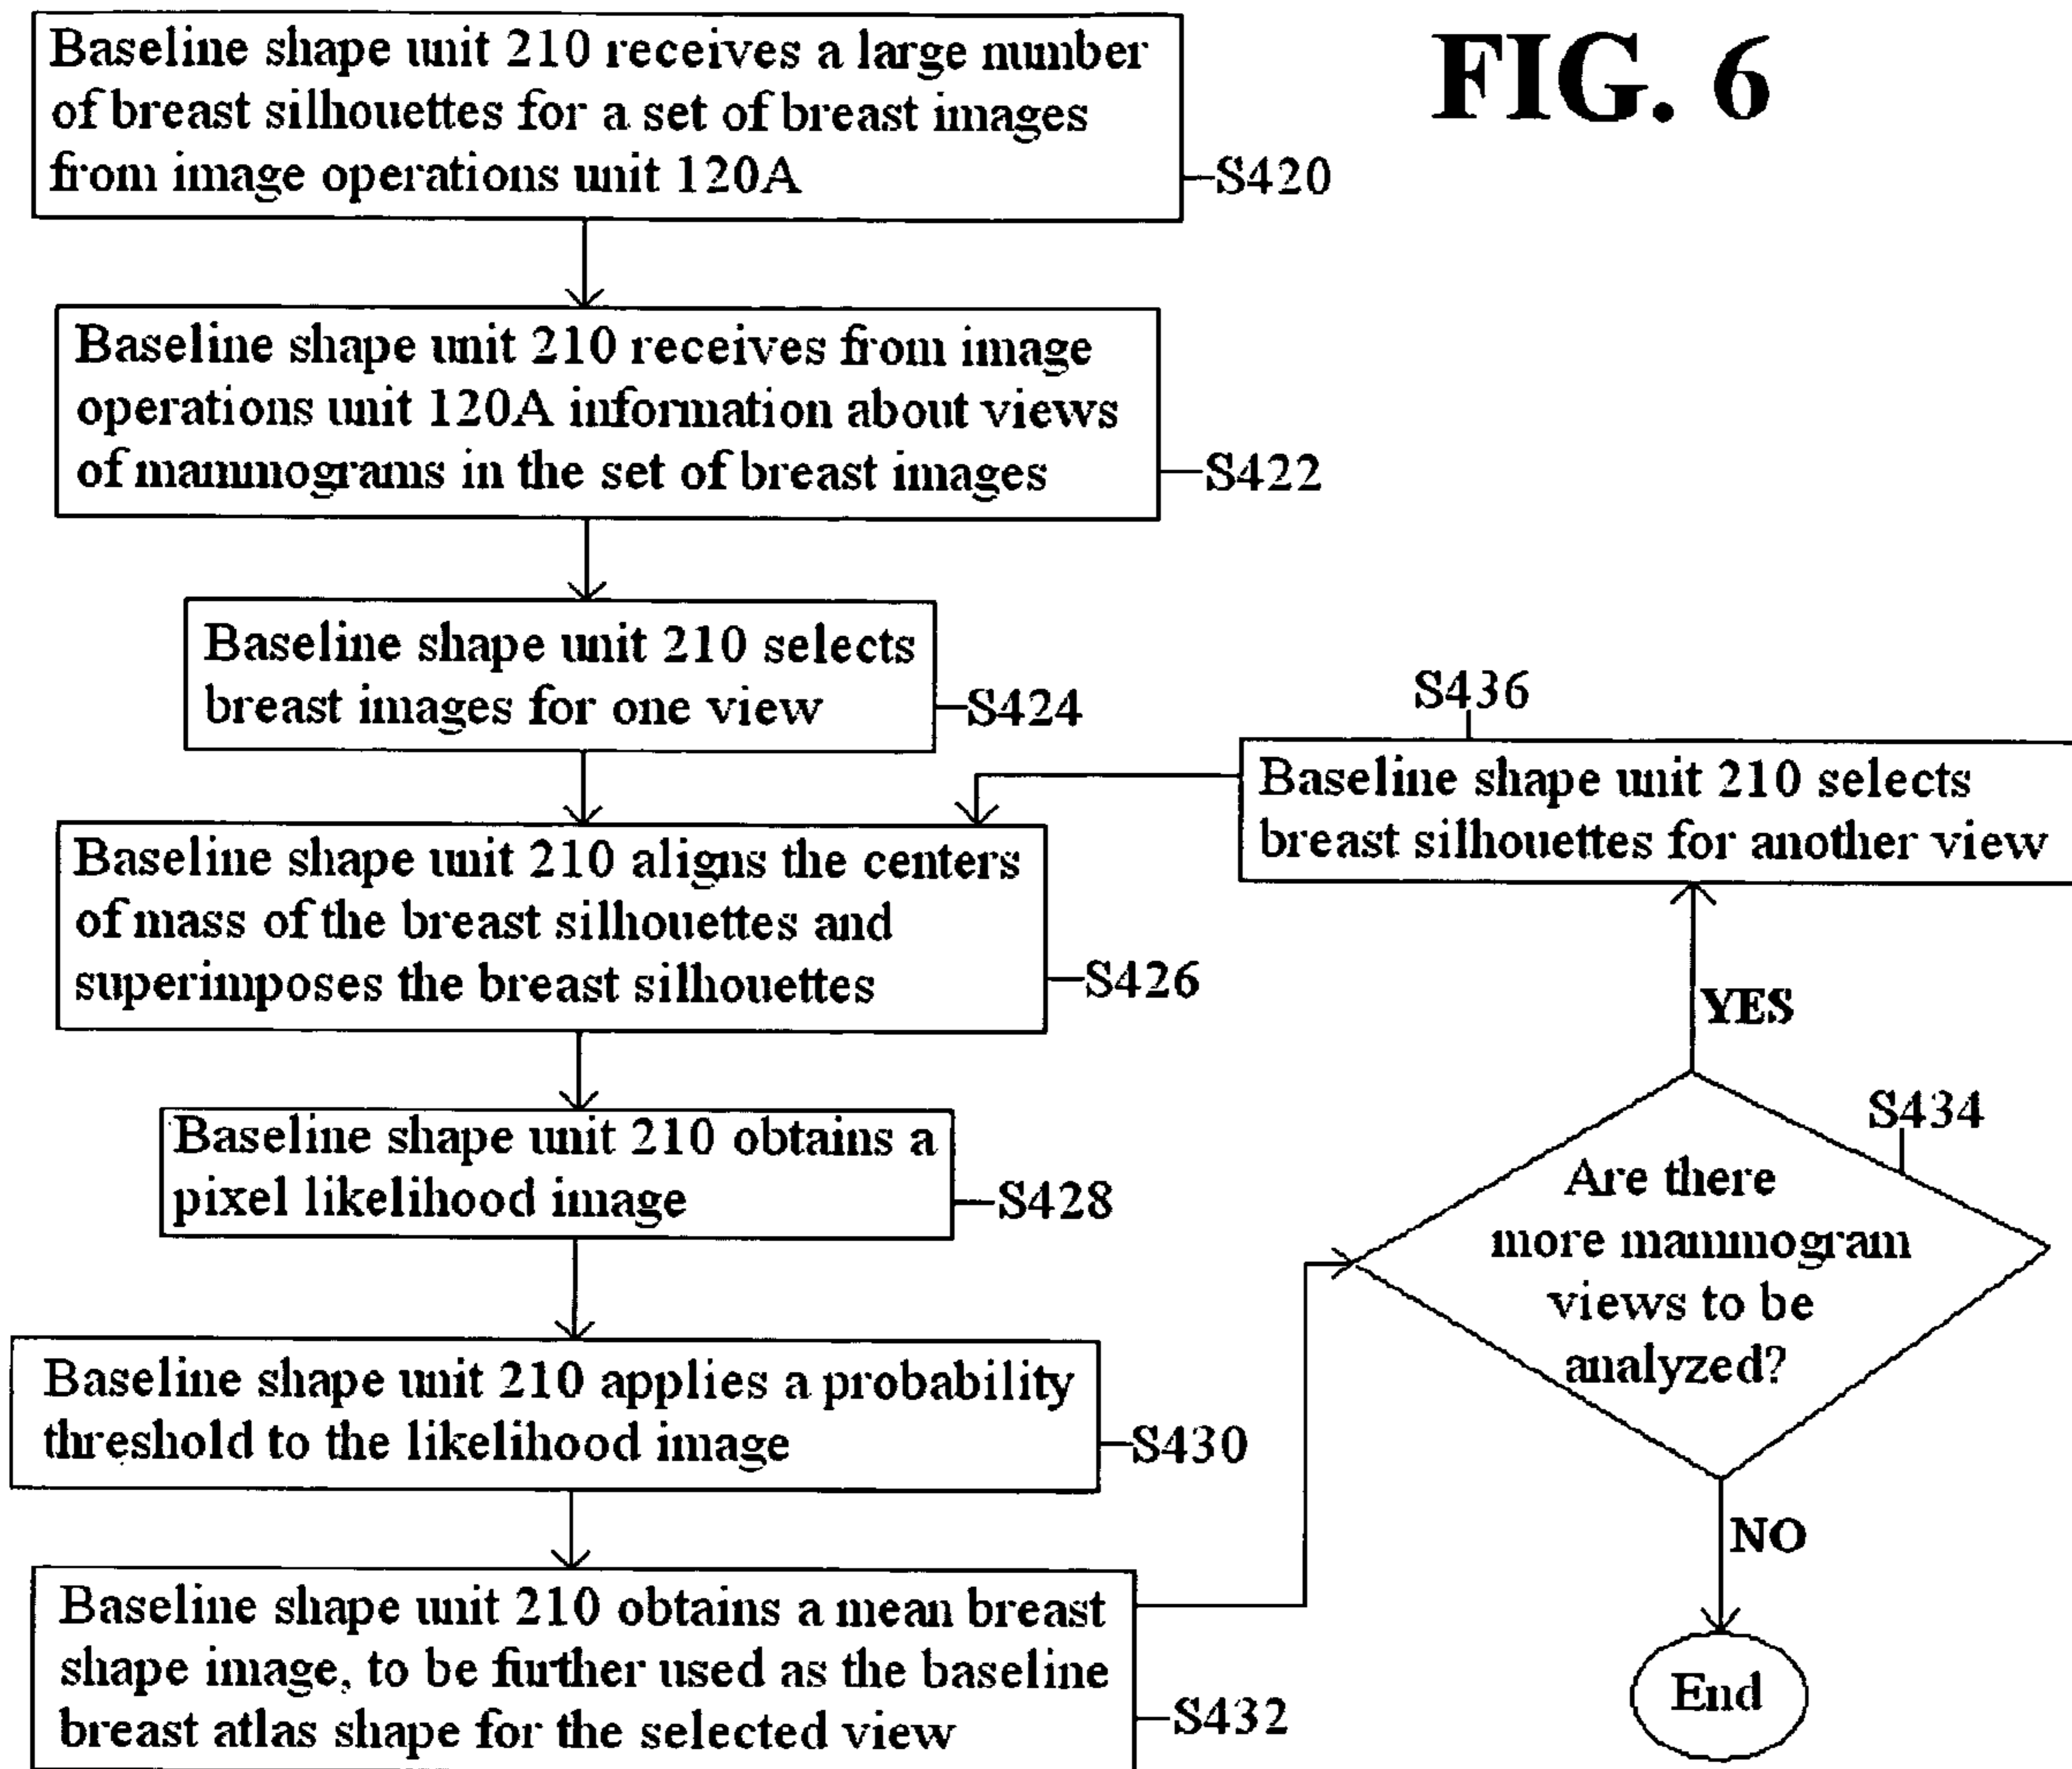 FIG. 6
Baseline shape unit 210 receives a large number
of breast silhouettes for a set of breast images
from image operations unit 120A
S420
Baseline shape unit 210 receives from image
operations unit 120A information about views
of mammograms in the set of breast images
S422
Baseline shape unit 210 selects
breast images for one view
S424
Baseline shape unit 210 aligns the centers
of mass of the breast silhouettes and
superimposes the breast silhouettes
S426
Baseline shape unit 210 obtains a
pixel likelihood image
S428
Baseline shape unit 210 applies a probability
threshold to the likelihood image
S430
Baseline shape unit 210 obtains a mean breast
shape image, to be further used as the baseline
breast atlas shape for the selected view
S432
S434
Are there
more mammogram
views to be
analyzed?
YES
S436
Baseline shape unit 210 selects
breast silhouettes for another view
NO
End